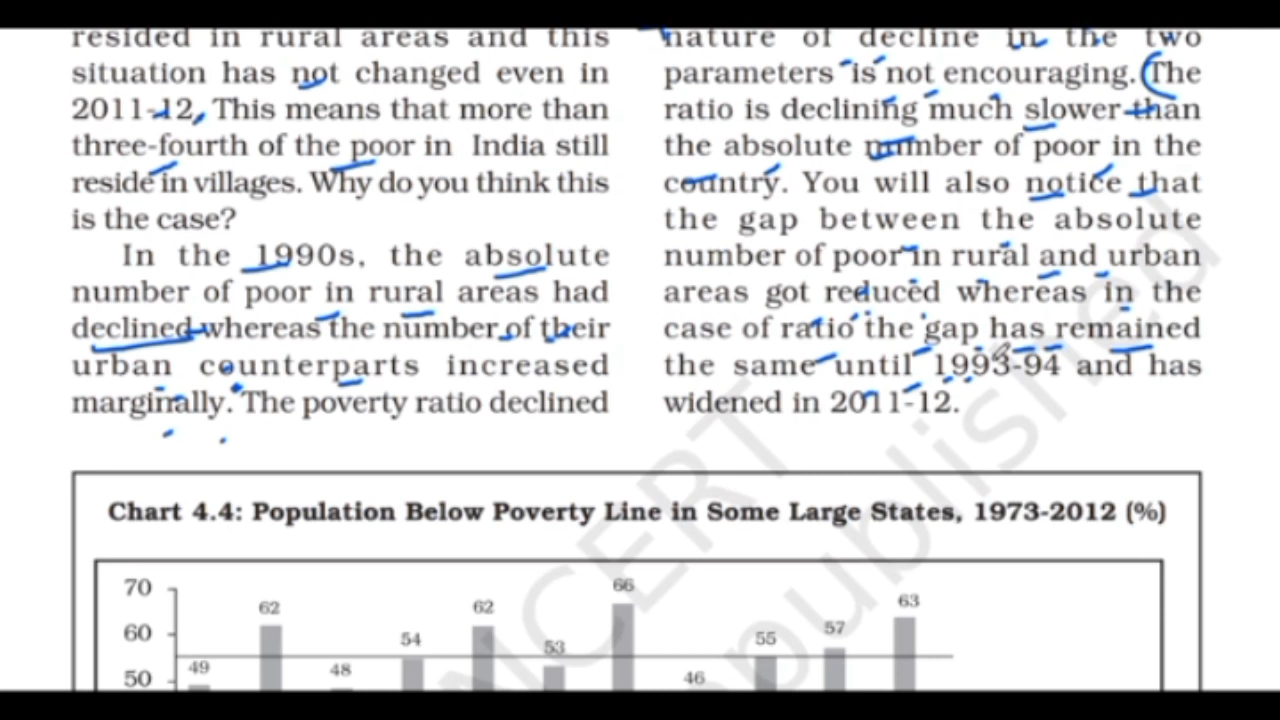 resided in rural areas and this
situation has not changed even in
2011-12, This means that more than
three-fourth of the poor in India still
reside in villages. Why do you think this
is the case?
In the 1990s, the absolute
number of poor in rural areas had
declined whereas the number of their
urban counterparts increased
marginally. The poverty ratio declined
nature of decline in the two
parameters is not encouraging. The
ratio is declining much slower than
the absolute number of poor in the
country. You will also notice that
the gap between the absolute
number of poor in rural and urban
areas got reduced whereas in the
case of ratio the gap has remained
the same until 1993-94 and has
widened in 2011-12.
Chart 4.4: Population Below Poverty Line in Some Large States, 1973-2012 (%)
70
60
50
49
62
48
54
62
53
66
46
55
57
63
NCERT
published